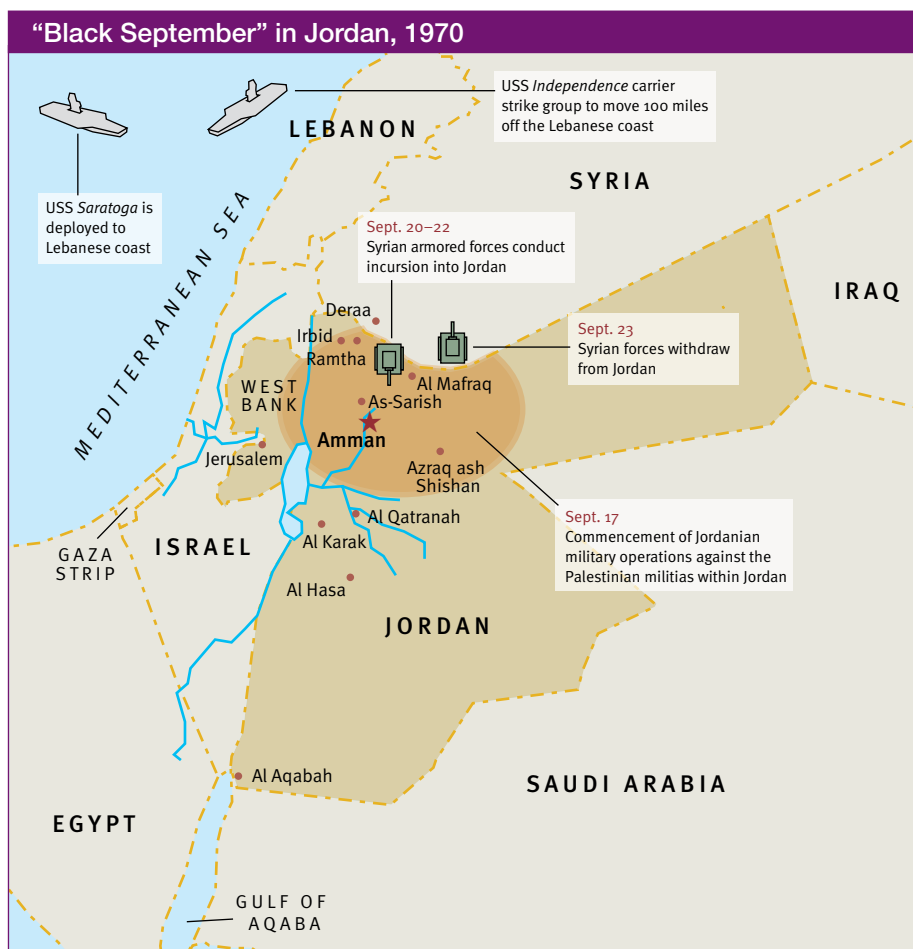 “Black September” in Jordan, 1970
USS Independence carrier
strike group to move 100 miles
off the Lebanese coast
LEBANON
SYRIA
USS Saratoga is
deployed to
Lebanese coast
MEDITERRANEAN SEA
Sept. 20–22
Syrian armored forces conduct
incursion into Jordan
IRAQ
Deraa
Irbid
Ramtha
Sept. 23
Syrian forces withdraw
from Jordan
WEST
BANK
Al Mafraq
As-Sarish
Amman
Jerusalem
Azraq ash
Shishan
Sept. 17
Commencement of Jordanian
military operations against the
Palestinian militias within Jordan
GAZA
STRIP
ISRAEL
Al Qatranah
Al Karak
Al Hasa
JORDAN
Al Aqabah
SAUDI ARABIA
EGYPT
GULF OF
AQABA